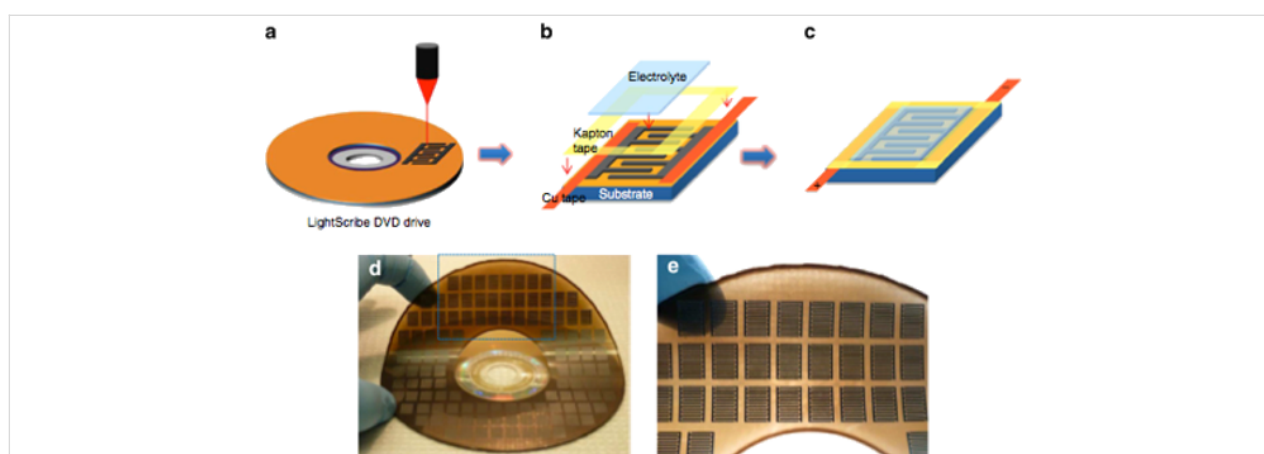 a
b
c
Electrolyte
Kapton
tape
Cu tape
Substrate
LightScribe DVD drive
+
-
d
e